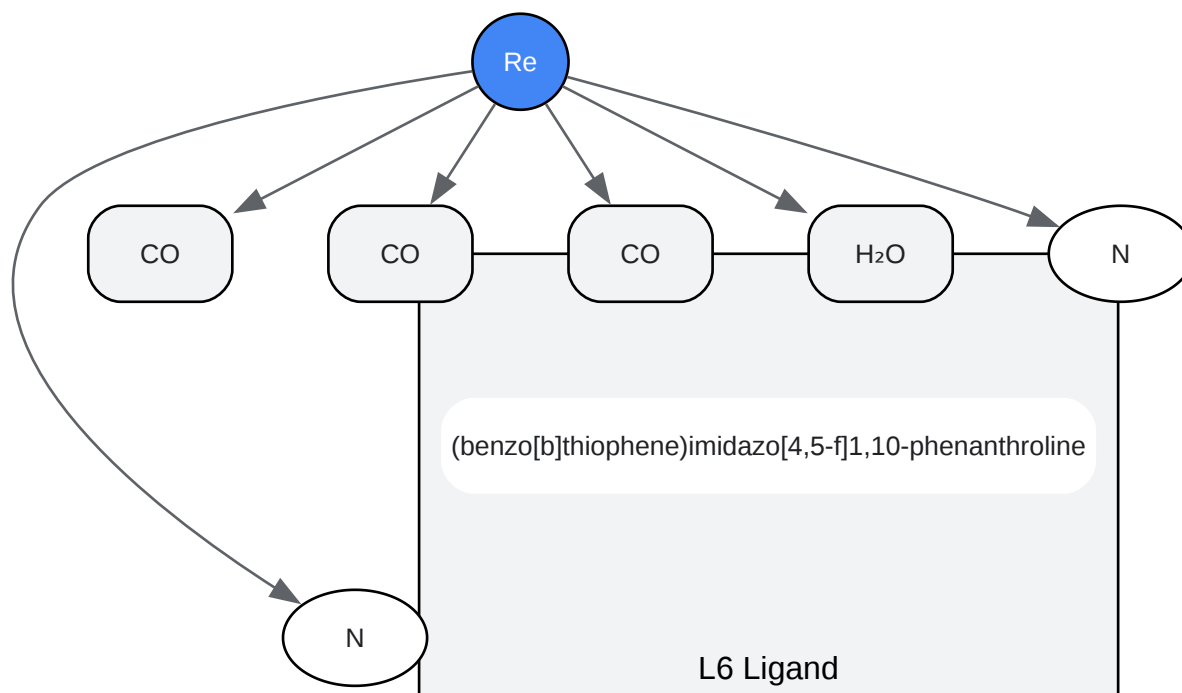 Re
CO
CO
CO
H₂O
N
(benzo[b]thiophene)imidazo[4,5-f]1,10-phenanthroline
N
L6 Ligand